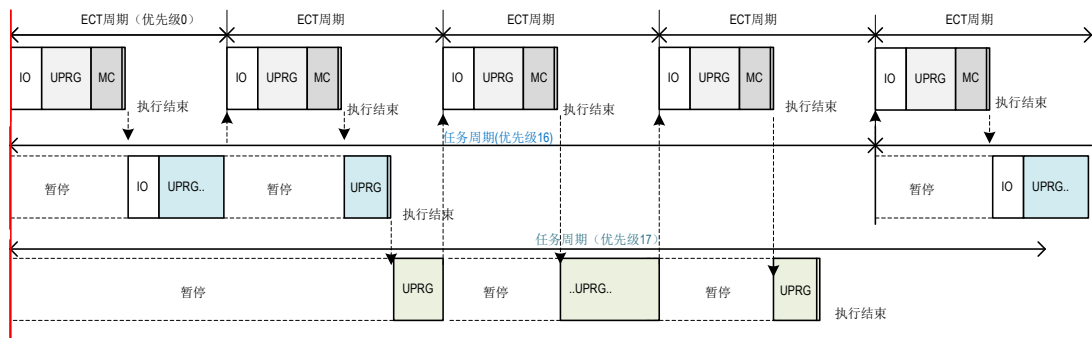 ECT周期（优先级0） ECT周期 ECT周期 ECT周期 ECT周期
IO UPRG MC IO UPRG MC IO UPRG MC IO UPRG MC IO UPRG MC
执行结束 执行结束 执行结束 执行结束 执行结束
任务周期(优先级16)
暂停 IO UPRG.. 暂停 UPRG 暂停 IO UPRG..
执行结束
任务周期（优先级17）
暂停 UPRG 暂停 ..UPRG.. 暂停 UPRG
执行结束